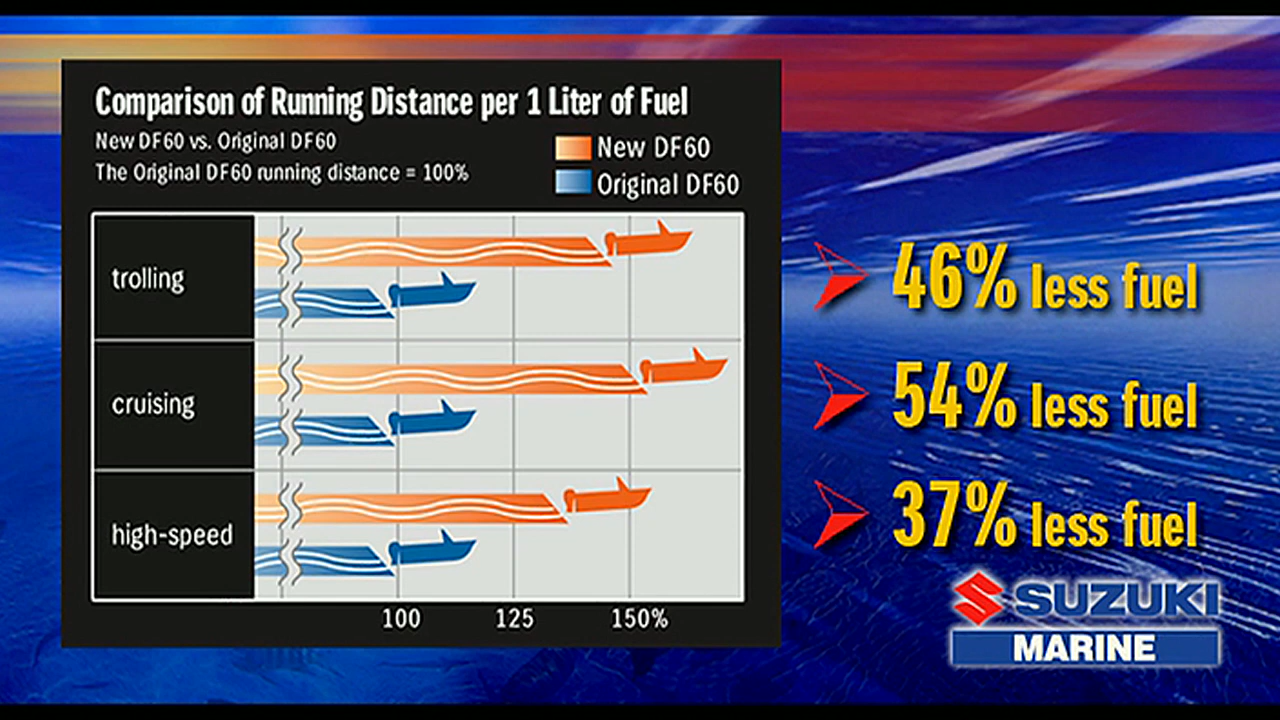 Comparison of Running Distance per 1 Liter of Fuel
New DF60 vs. Original DF60
The Original DF60 running distance = 100%
New DF60
Original DF60
trolling
cruising
high-speed
100 125 150%
46% less fuel
54% less fuel
37% less fuel
SUZUKI
MARINE